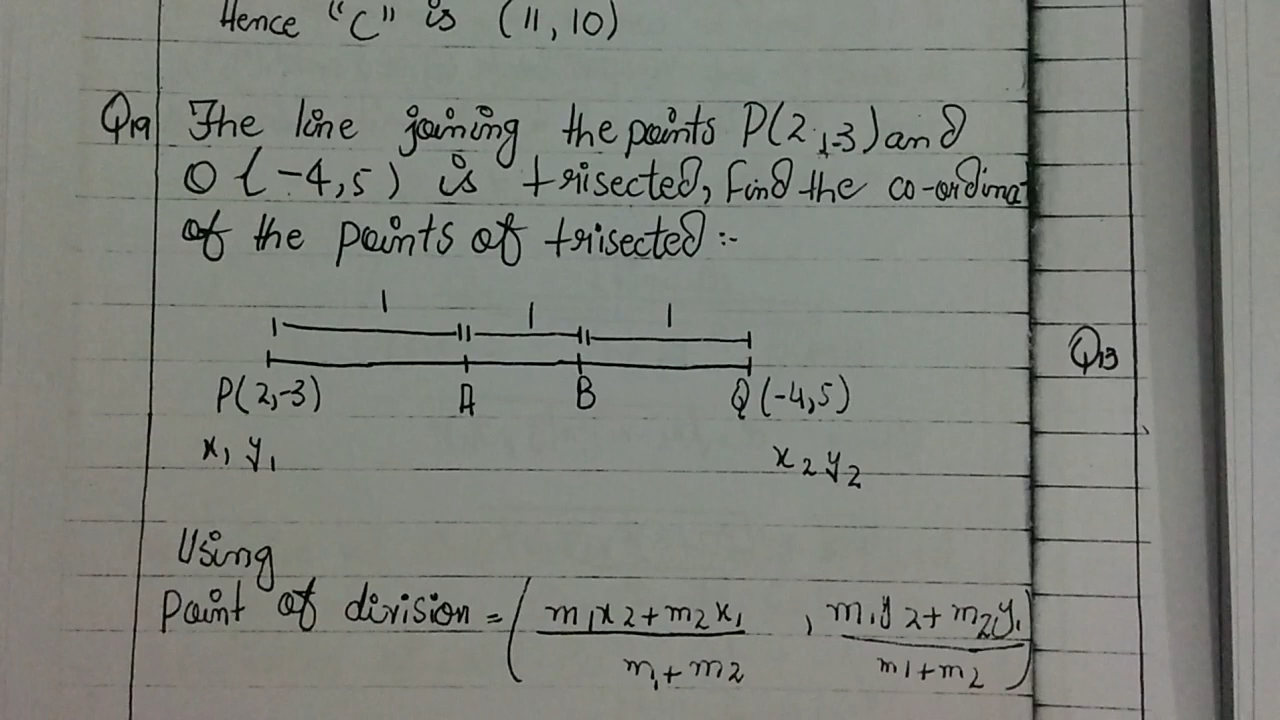 Hence "C" is (11, 10)
Q19 The line joining the points P(2,-3) and
Q (-4,5) is trisected, Find the co-ordinat
of the points of trisected :-
1 1 1
P(2,-3) A B Q (-4,5)
x1 y1 x2 y2
Q13
Using
Point of division = ( m1x2+m2x1 / m1+m2 , m1y2+m2y1 / m1+m2 )